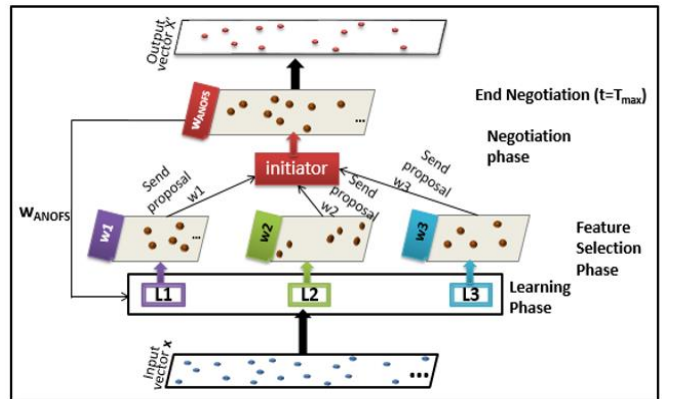 Output
vector X'
WANOFS
...
End Negotiation (t=Tmax)
Negotiation
phase
initiator
Send
proposal
w1
Send
proposal
w2
Send
proposal
w3
WANOFS
w1
...
w2
w3
Feature
Selection
Phase
L1
L2
L3
Learning
Phase
Input
vector x
...